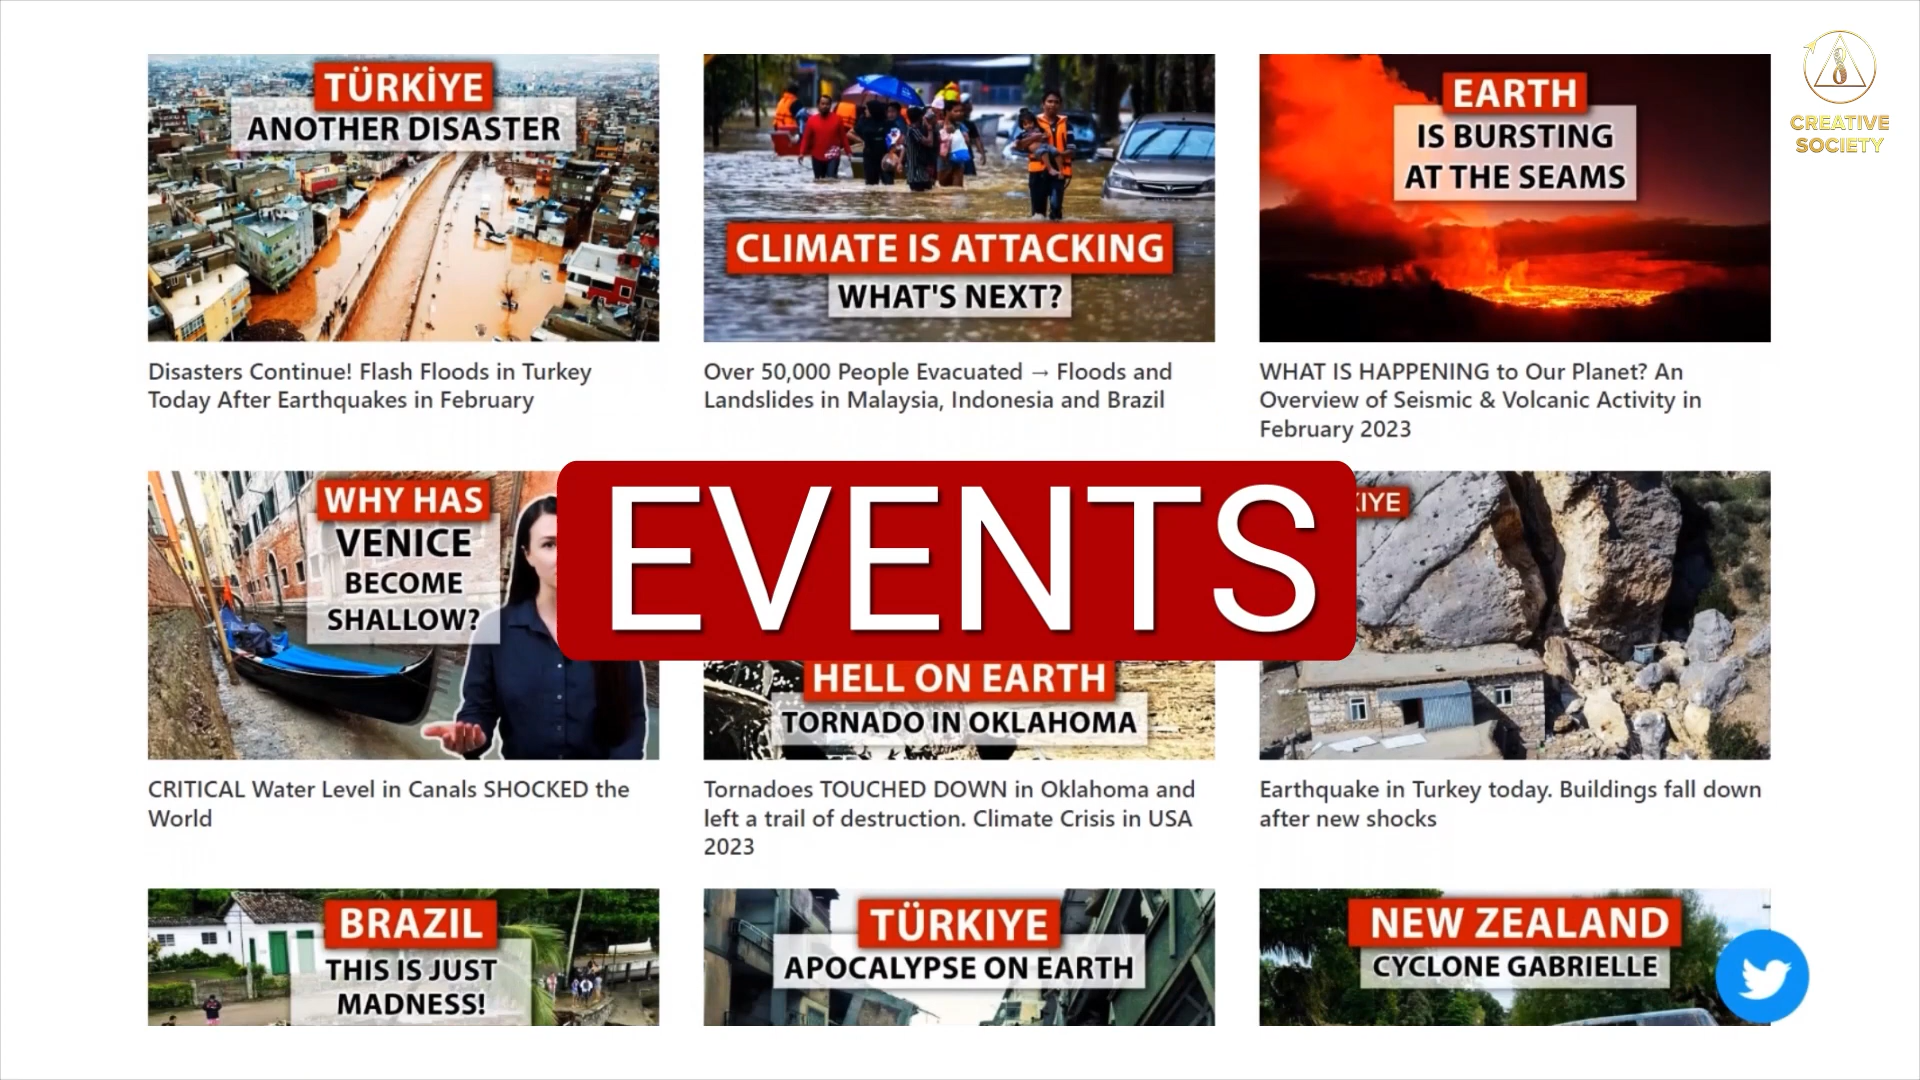 TÜRKİYE
ANOTHER DISASTER
Disasters Continue! Flash Floods in Turkey
Today After Earthquakes in February
CLIMATE IS ATTACKING
WHAT'S NEXT?
Over 50,000 People Evacuated → Floods and
Landslides in Malaysia, Indonesia and Brazil
EARTH
IS BURSTING
AT THE SEAMS
WHAT IS HAPPENING to Our Planet? An
Overview of Seismic & Volcanic Activity in
February 2023
CREATIVE
SOCIETY
EVENTS
WHY HAS
VENICE
BECOME
SHALLOW?
CRITICAL Water Level in Canals SHOCKED the
World
HELL ON EARTH
TORNADO IN OKLAHOMA
Tornadoes TOUCHED DOWN in Oklahoma and
left a trail of destruction. Climate Crisis in USA
2023
Earthquake in Turkey today. Buildings fall down
after new shocks
BRAZIL
THIS IS JUST
MADNESS!
TÜRKİYE
APOCALYPSE ON EARTH
NEW ZEALAND
CYCLONE GABRIELLE